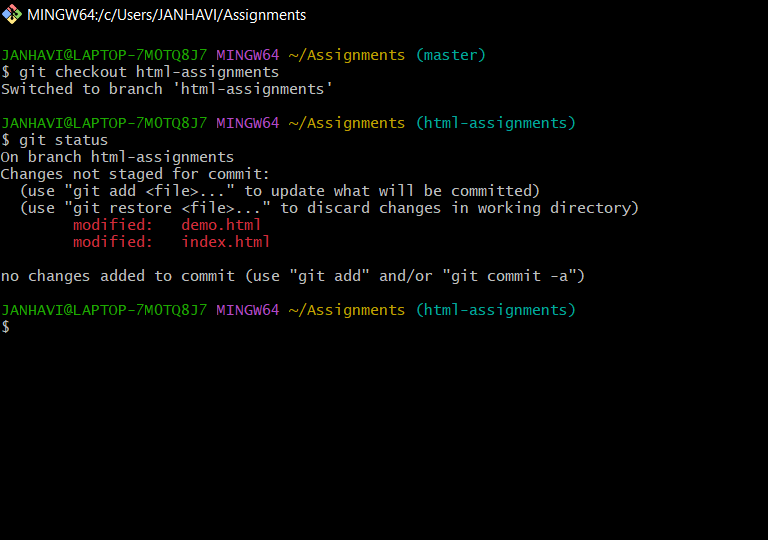 MINGW64:/c/Users/JANHAVI/Assignments
JANHAVI@LAPTOP-7M0TQ8J7 MINGW64 ~/Assignments (master)
$ git checkout html-assignments
Switched to branch 'html-assignments'
JANHAVI@LAPTOP-7M0TQ8J7 MINGW64 ~/Assignments (html-assignments)
$ git status
On branch html-assignments
Changes not staged for commit:
  (use "git add <file>..." to update what will be committed)
  (use "git restore <file>..." to discard changes in working directory)
        modified:   demo.html
        modified:   index.html
no changes added to commit (use "git add" and/or "git commit -a")
JANHAVI@LAPTOP-7M0TQ8J7 MINGW64 ~/Assignments (html-assignments)
$